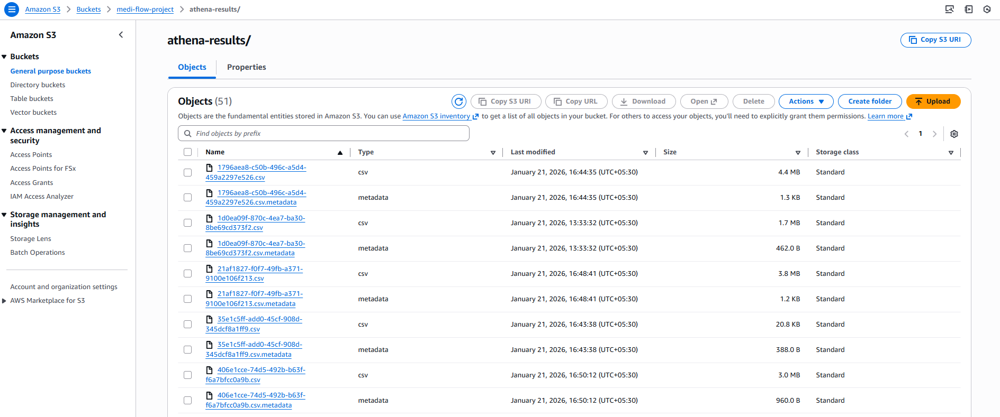 Amazon S3 > Buckets > medi-flow-project > athena-results/
Amazon S3
Buckets
General purpose buckets
Directory buckets
Table buckets
Vector buckets
Access management and
security
Access Points
Access Points for FSx
Access Grants
IAM Access Analyzer
Storage management and
insights
Storage Lens
Batch Operations
Account and organization settings
AWS Marketplace for S3
athena-results/
Copy S3 URI
Objects Properties
Objects (51)
Copy S3 URI Copy URL Download Open Delete Actions Create folder Upload
Objects are the fundamental entities stored in Amazon S3. You can use Amazon S3 inventory to get a list of all objects in your bucket. For others to access your objects, you'll need to explicitly grant them permissions. Learn more
Find objects by prefix
1
Name Type Last modified Size Storage class
1796aea8-c50b-496c-a5d4-
459a2297e526.csv
csv January 21, 2026, 16:44:35 (UTC+05:30) 4.4 MB Standard
1796aea8-c50b-496c-a5d4-
459a2297e526.csv.metadata
metadata January 21, 2026, 16:44:35 (UTC+05:30) 1.3 KB Standard
1d0ea09f-870c-4ea7-ba30-
8be69cd373f2.csv
csv January 21, 2026, 13:33:32 (UTC+05:30) 1.7 MB Standard
1d0ea09f-870c-4ea7-ba30-
8be69cd373f2.csv.metadata
metadata January 21, 2026, 13:33:32 (UTC+05:30) 462.0 B Standard
21af1827-f0f7-49fb-a371-
9100e106f213.csv
csv January 21, 2026, 16:48:41 (UTC+05:30) 3.8 MB Standard
21af1827-f0f7-49fb-a371-
9100e106f213.csv.metadata
metadata January 21, 2026, 16:48:41 (UTC+05:30) 1.2 KB Standard
35e1c5ff-add0-45cf-908d-
345dcf8a1ff9.csv
csv January 21, 2026, 16:43:38 (UTC+05:30) 20.8 KB Standard
35e1c5ff-add0-45cf-908d-
345dcf8a1ff9.csv.metadata
metadata January 21, 2026, 16:43:38 (UTC+05:30) 388.0 B Standard
406e1cce-74d5-492b-b63f-
f6a7bfcc0a9b.csv
csv January 21, 2026, 16:50:12 (UTC+05:30) 3.0 MB Standard
406e1cce-74d5-492b-b63f-
f6a7bfcc0a9b.csv.metadata
metadata January 21, 2026, 16:50:12 (UTC+05:30) 960.0 B Standard